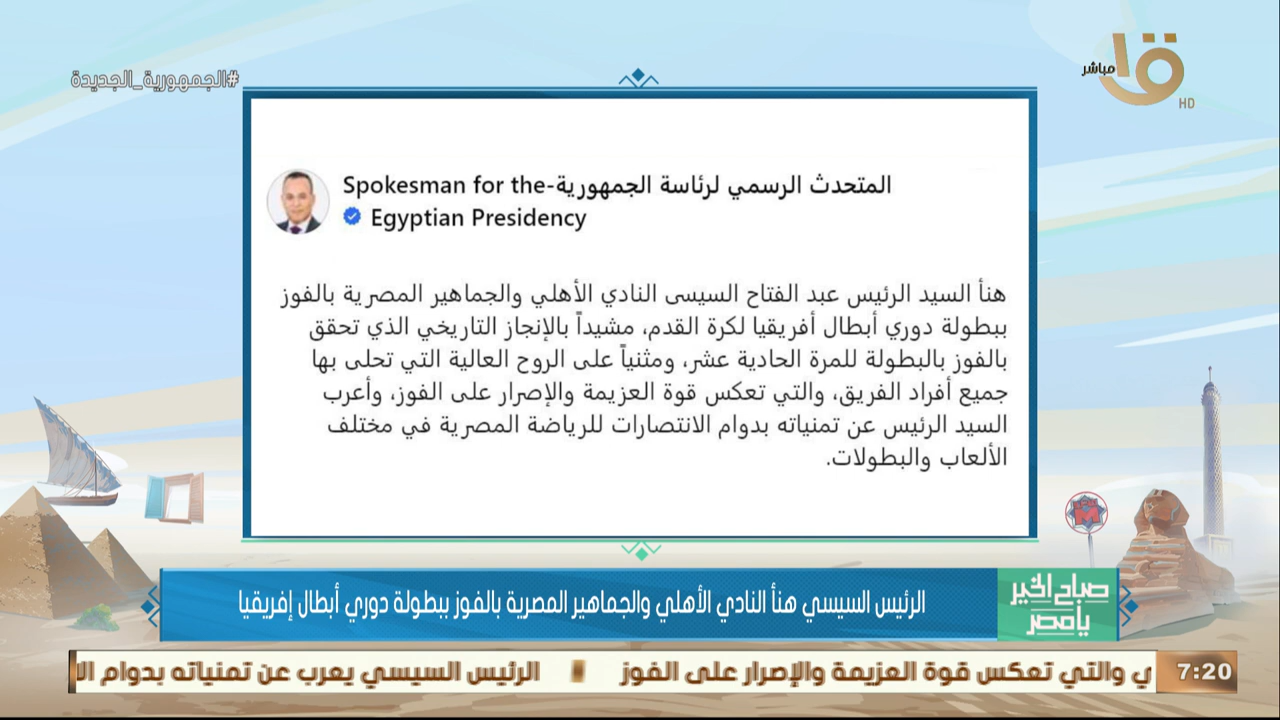 #الجمهورية_الجديدة
مباشر
HD
المتحدث الرسمي لرئاسة الجمهورية-Spokesman for the
Egyptian Presidency
هنأ السيد الرئيس عبد الفتاح السيسى النادي الأهلي والجماهير المصرية بالفوز
ببطولة دوري أبطال أفريقيا لكرة القدم، مشيداً بالإنجاز التاريخي الذي تحقق
بالفوز بالبطولة للمرة الحادية عشر، ومثنياً على الروح العالية التي تحلى بها
جميع أفراد الفريق، والتي تعكس قوة العزيمة والإصرار على الفوز، وأعرب
السيد الرئيس عن تمنياته بدوام الانتصارات للرياضة المصرية في مختلف
الألعاب والبطولات.
صباح الخير
يا مصر
الرئيس السيسي هنأ النادي الأهلي والجماهير المصرية بالفوز ببطولة دوري أبطال إفريقيا
7:20
ي والتي تعكس قوة العزيمة والإصرار على الفوز
الرئيس السيسي يعرب عن تمنياته بدوام الا